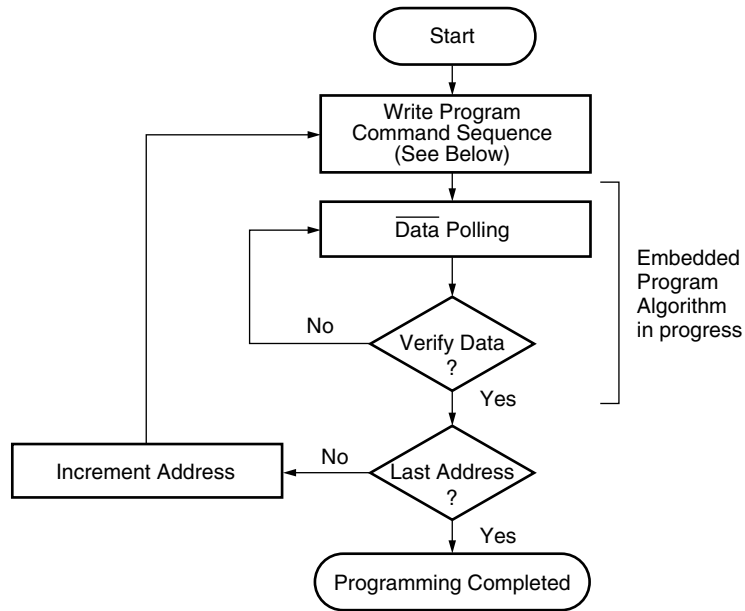 Start
Write Program
Command Sequence
(See Below)
Data Polling
Embedded
Program
Algorithm
in progress
No
Verify Data
?
Yes
Increment Address
No
Last Address
?
Yes
Programming Completed